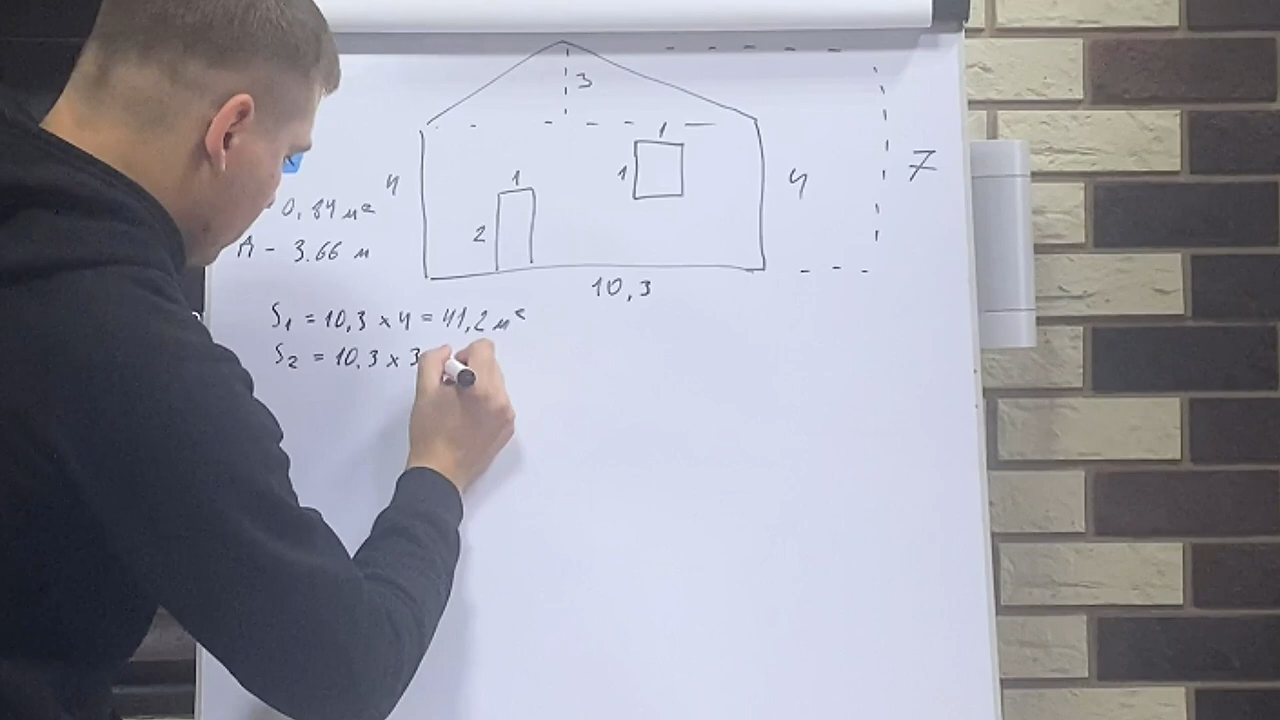 3
1
1
4
4
7
1
2
0,84 м²
А - 3.66 м
10,3
S₁ = 10,3 x 4 = 41,2 м²
S₂ = 10,3 x 3